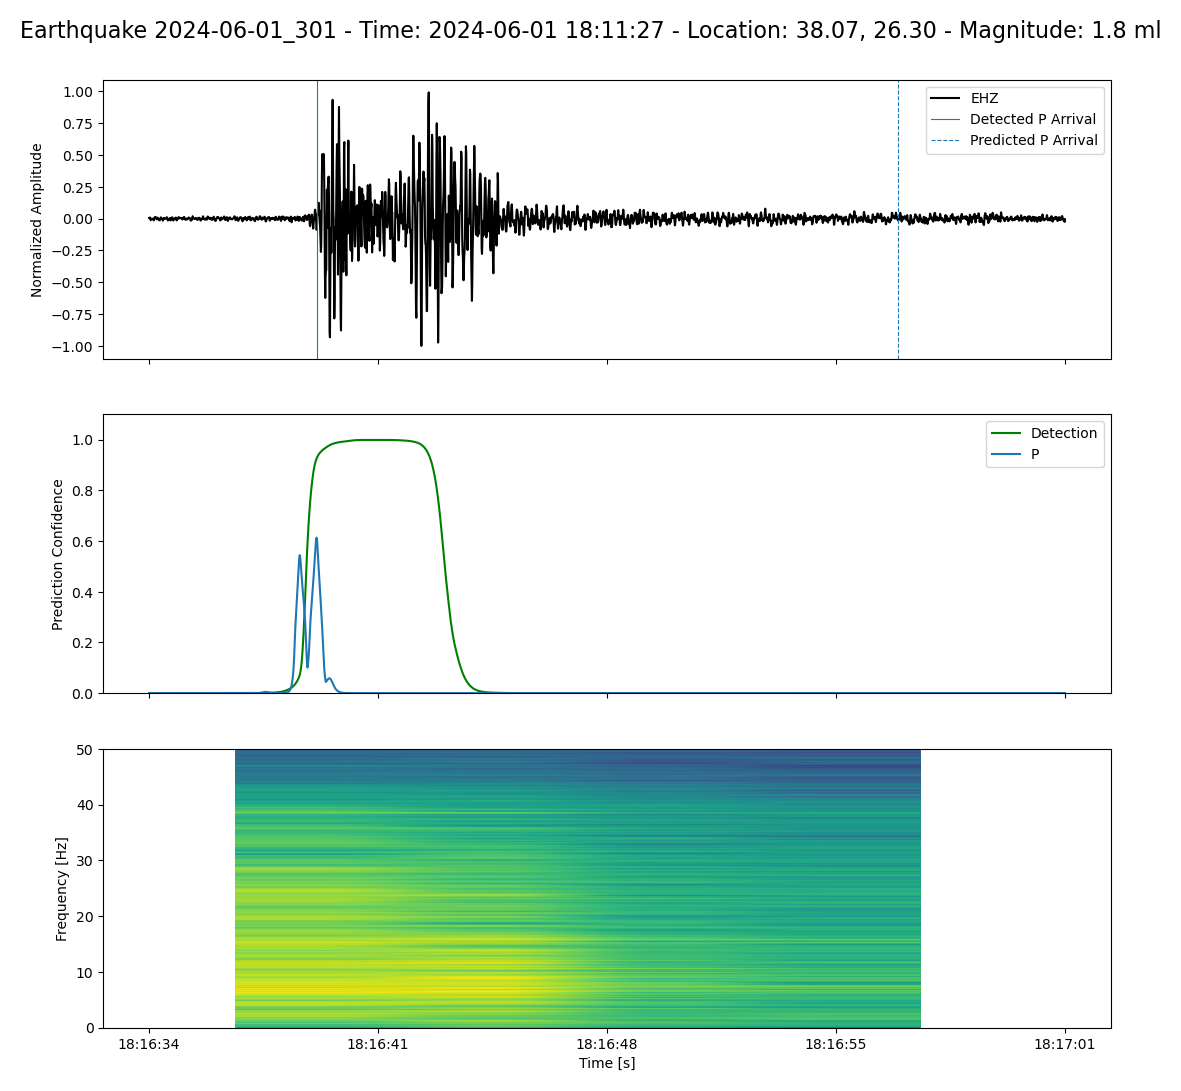 Earthquake 2024-06-01_301 - Time: 2024-06-01 18:11:27 - Location: 38.07, 26.30 - Magnitude: 1.8 ml
Normalized Amplitude
1.00
0.75
0.50
0.25
0.00
−0.25
−0.50
−0.75
−1.00
EHZ
Detected P Arrival
Predicted P Arrival
Prediction Confidence
1.0
0.8
0.6
0.4
0.2
0.0
Detection
P
Frequency [Hz]
50
40
30
20
10
0
18:16:34 18:16:41 18:16:48 18:16:55 18:17:01
Time [s]